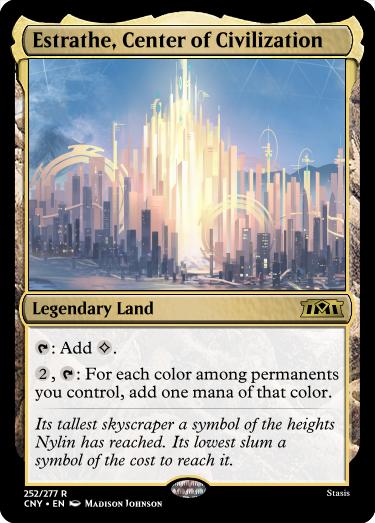 Estrathe, Center of Civilization
Legendary Land
: Add .
2, : For each color among permanents
you control, add one mana of that color.
Its tallest skyscraper a symbol of the heights
Nylin has reached. Its lowest slum a
symbol of the cost to reach it.
252/277 R
Stasis
CNY • EN Madison Johnson